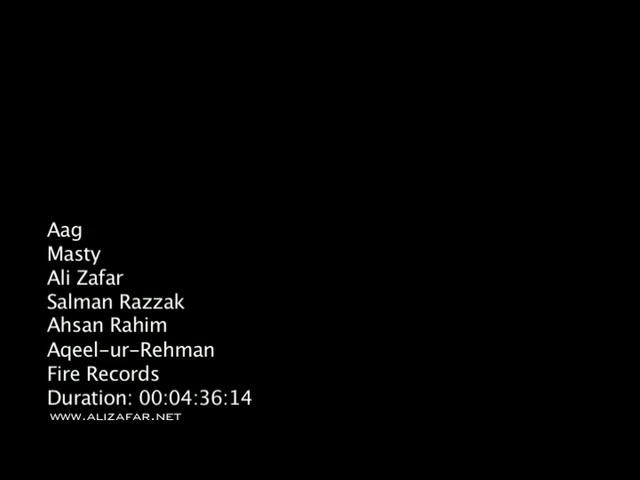 Aag
Masty
Ali Zafar
Salman Razzak
Ahsan Rahim
Aqeel-ur-Rehman
Fire Records
Duration: 00:04:36:14
WWW.ALIZAFAR.NET